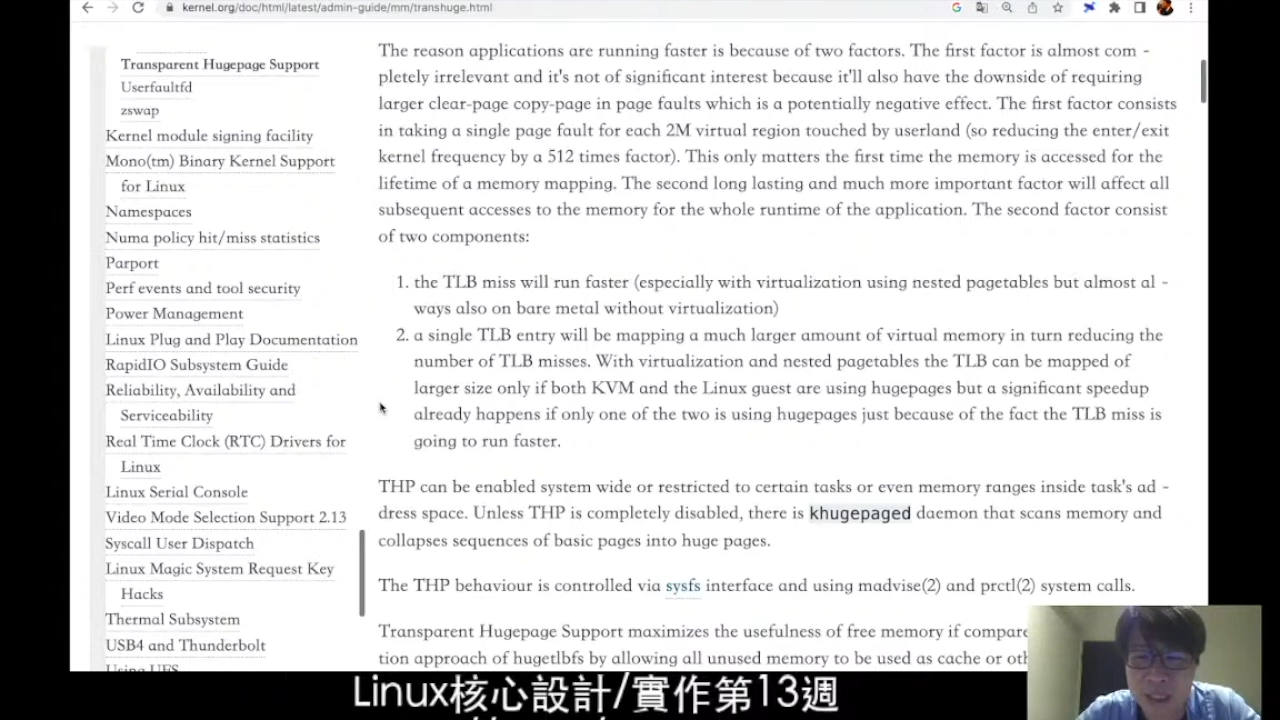 kernel.org/doc/html/latest/admin-guide/mm/transhuge.html
Transparent Hugepage Support
Userfaultfd
zswap
Kernel module signing facility
Mono(tm) Binary Kernel Support
for Linux
Namespaces
Numa policy hit/miss statistics
Parport
Perf events and tool security
Power Management
Linux Plug and Play Documentation
RapidIO Subsystem Guide
Reliability, Availability and
Serviceability
Real Time Clock (RTC) Drivers for
Linux
Linux Serial Console
Video Mode Selection Support 2.13
Syscall User Dispatch
Linux Magic System Request Key
Hacks
Thermal Subsystem
USB4 and Thunderbolt
Using UFS
The reason applications are running faster is because of two factors. The first factor is almost com -
pletely irrelevant and it's not of significant interest because it'll also have the downside of requiring
larger clear-page copy-page in page faults which is a potentially negative effect. The first factor consists
in taking a single page fault for each 2M virtual region touched by userland (so reducing the enter/exit
kernel frequency by a 512 times factor). This only matters the first time the memory is accessed for the
lifetime of a memory mapping. The second long lasting and much more important factor will affect all
subsequent accesses to the memory for the whole runtime of the application. The second factor consist
of two components:
1. the TLB miss will run faster (especially with virtualization using nested pagetables but almost al -
ways also on bare metal without virtualization)
2. a single TLB entry will be mapping a much larger amount of virtual memory in turn reducing the
number of TLB misses. With virtualization and nested pagetables the TLB can be mapped of
larger size only if both KVM and the Linux guest are using hugepages but a significant speedup
already happens if only one of the two is using hugepages just because of the fact the TLB miss is
going to run faster.
THP can be enabled system wide or restricted to certain tasks or even memory ranges inside task's ad -
dress space. Unless THP is completely disabled, there is khugepaged daemon that scans memory and
collapses sequences of basic pages into huge pages.
The THP behaviour is controlled via sysfs interface and using madvise(2) and prctl(2) system calls.
Transparent Hugepage Support maximizes the usefulness of free memory if compare
tion approach of hugetlbfs by allowing all unused memory to be used as cache or oth
Linux核心設計/實作第13週